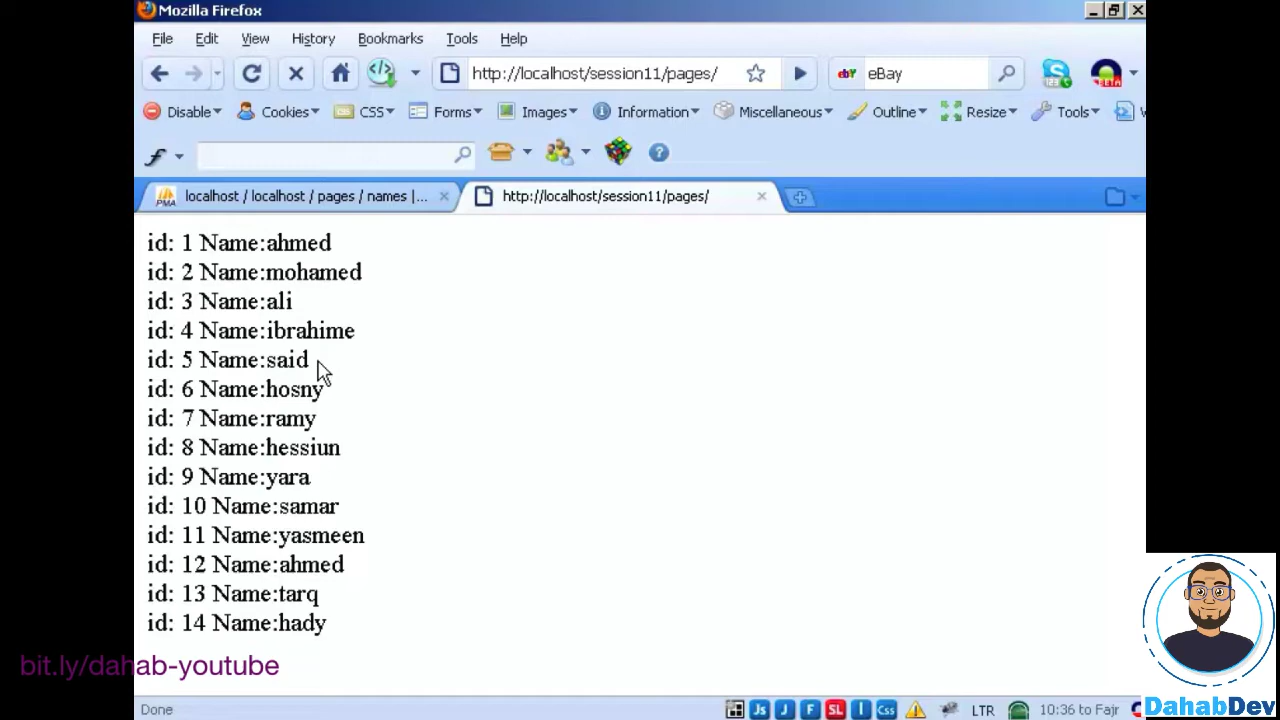 Mozilla Firefox
File Edit View History Bookmarks Tools Help
http://localhost/session11/pages/ eBay
Disable Cookies CSS Forms Images Information Miscellaneous Outline Resize Tools
localhost / localhost / pages / names |... http://localhost/session11/pages/
id: 1 Name:ahmed
id: 2 Name:mohamed
id: 3 Name:ali
id: 4 Name:ibrahime
id: 5 Name:said
id: 6 Name:hosny
id: 7 Name:ramy
id: 8 Name:hessiun
id: 9 Name:yara
id: 10 Name:samar
id: 11 Name:yasmeen
id: 12 Name:ahmed
id: 13 Name:tarq
id: 14 Name:hady
bit.ly/dahab-youtube
Done Js J F SL I Css LTR 10:36 to Fajr
DahabDev